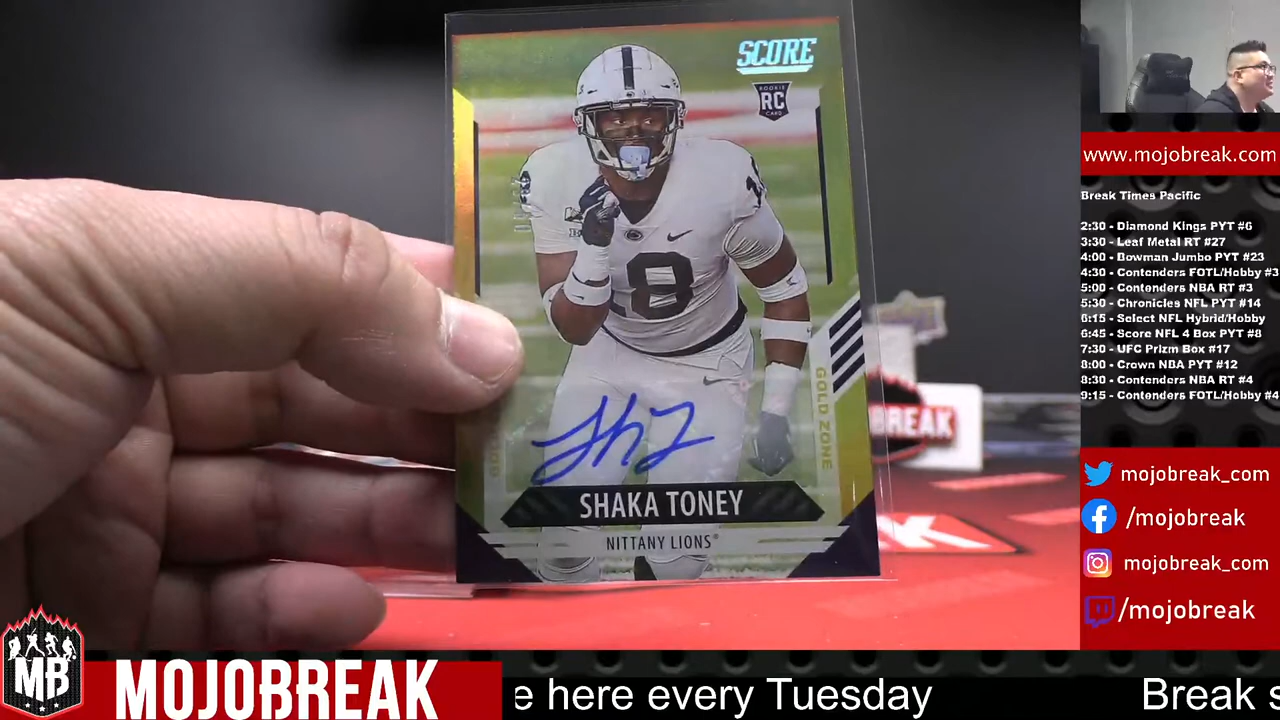 SCORE
ROOKIE
RC
CARD
18
GOLD ZONE
SHAKA TONEY
NITTANY LIONS®
BREAK
www.mojobreak.com
Break Times Pacific
2:30 - Diamond Kings PYT #6
3:30 - Leaf Metal RT #27
4:00 - Bowman Jumbo PYT #23
4:30 - Contenders FOTL/Hobby #3
5:00 - Contenders NBA RT #3
5:30 - Chronicles NFL PYT #14
6:15 - Select NFL Hybrid/Hobby
6:45 - Score NFL 4 Box PYT #8
7:30 - UFC Prizm Box #17
8:00 - Crown NBA PYT #12
8:30 - Contenders NBA RT #4
9:15 - Contenders FOTL/Hobby #4
mojobreak_com
/mojobreak
mojobreak_com
/mojobreak
MB
MOJOBREAK
e here every Tuesday
Break s